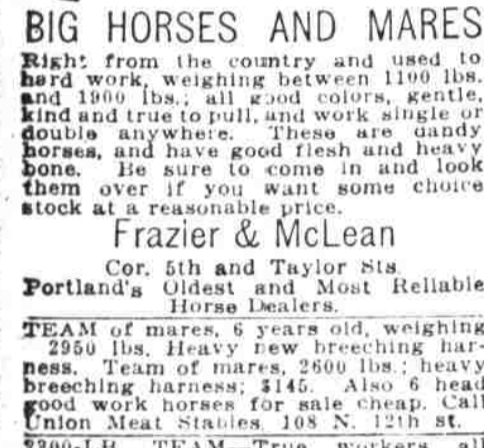 BIG HORSES AND MARES
Right from the country and used to
hard work, weighing between 1100 lbs.
and 1900 lbs.; all good colors, gentle,
kind and true to pull, and work single or
double anywhere. These are dandy
horses, and have good flesh and heavy
bone. Be sure to come in and look
them over if you want some choice
stock at a reasonable price.
Frazier & McLean
Cor. 5th and Taylor Sts.
Portland's Oldest and Most Reliable
Horse Dealers.
TEAM of mares, 6 years old, weighing
2950 lbs. Heavy new breeching har-
ness. Team of mares, 2600 lbs.; heavy
breeching harness; $145. Also 6 head
good work horses for sale cheap. Call
Union Meat Stables, 108 N. 12th st.
TEAM True workers all